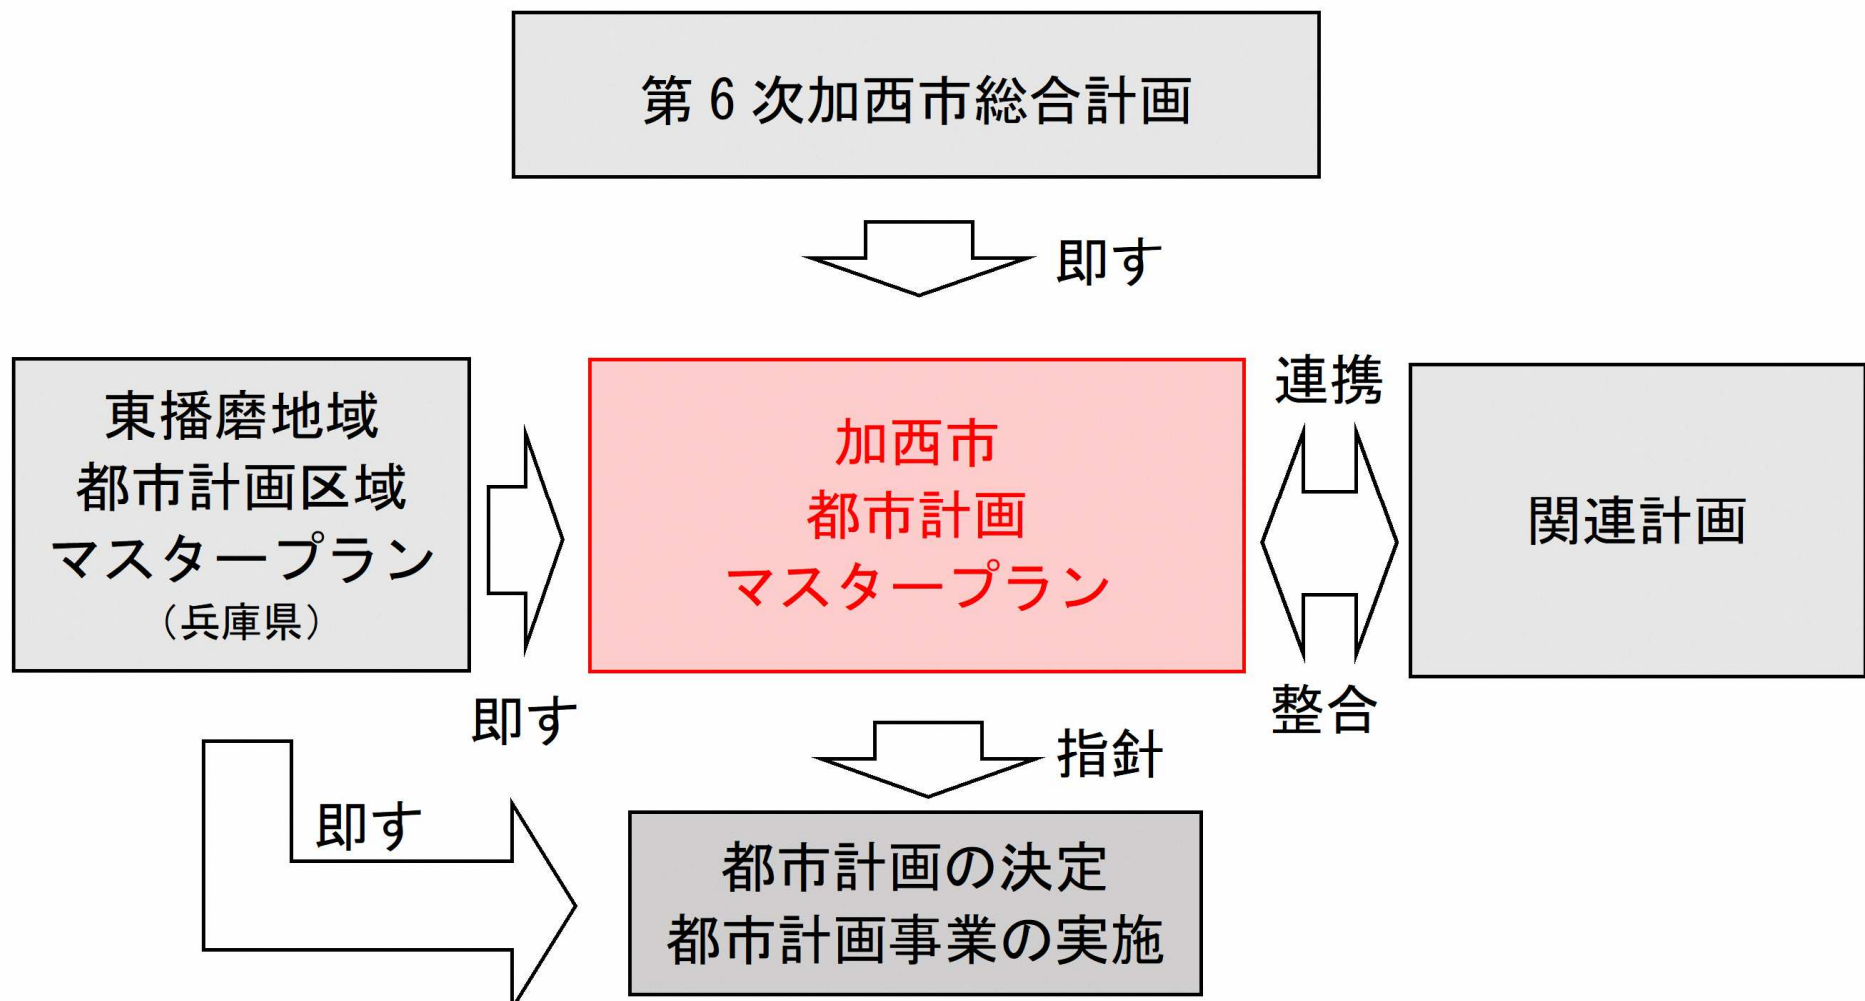 第6次加西市総合計画
即す
東播磨地域
都市計画区域
マスタープラン
（兵庫県）
即す
加西市
都市計画
マスタープラン
連携
整合
関連計画
指針
即す
都市計画の決定
都市計画事業の実施